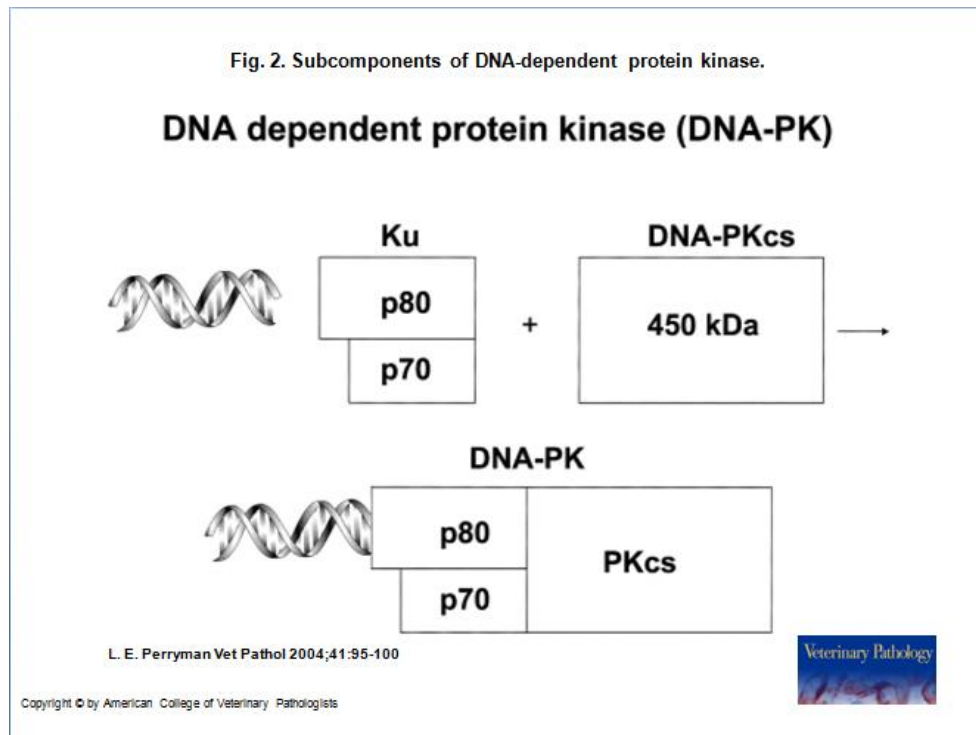 Fig. 2. Subcomponents of DNA-dependent protein kinase.
DNA dependent protein kinase (DNA-PK)
Ku
DNA-PKcs
p80
+
450 kDa
p70
DNA-PK
p80
PKcs
p70
L. E. Perryman Vet Pathol 2004;41:95-100
Veterinary Pathology
Copyright © by American College of Veterinary Pathologists